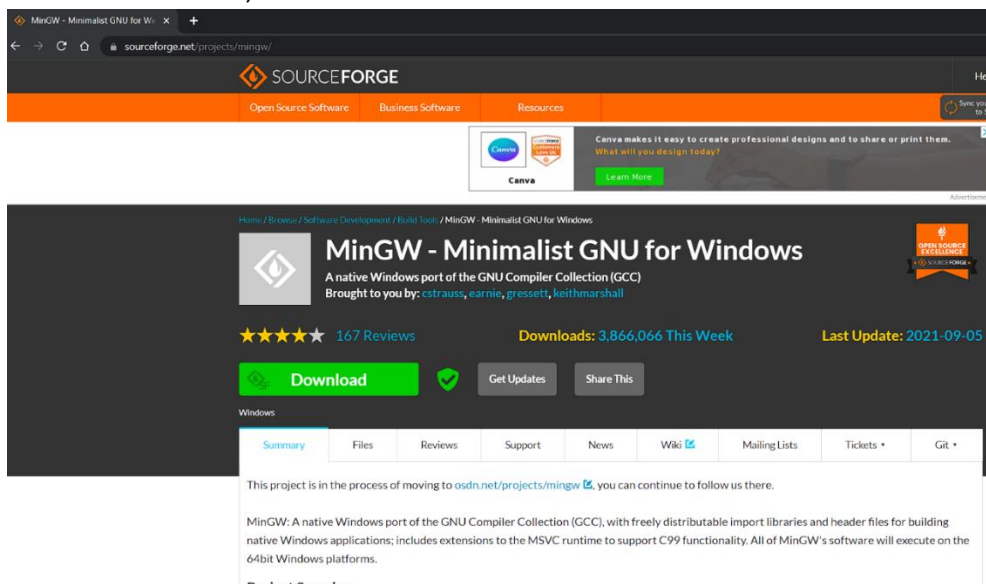 MinGW - Minimalist GNU for Wi
sourceforge.net/projects/mingw/
SOURCEFORGE
He
Open Source Software Business Software Resources
Sync you
to S
Canva
Canva makes it easy to create professional designs and to share or print them.
What will you design today?
Learn More
Canva
Advertiseme
Home / Browse / Software Development / Build Tools / MinGW - Minimalist GNU for Windows
MinGW - Minimalist GNU for Windows
A native Windows port of the GNU Compiler Collection (GCC)
Brought to you by: cstrauss, earnie, gressett, keithmarshall
OPEN SOURCE
EXCELLENCE
SOURCEFORGE
167 Reviews Downloads: 3,866,066 This Week Last Update: 2021-09-05
Download Get Updates Share This
Windows
Summary Files Reviews Support News Wiki Mailing Lists Tickets Git
This project is in the process of moving to osdn.net/projects/mingw, you can continue to follow us there.
MinGW: A native Windows port of the GNU Compiler Collection (GCC), with freely distributable import libraries and header files for building
native Windows applications; includes extensions to the MSVC runtime to support C99 functionality. All of MinGW's software will execute on the
64bit Windows platforms.